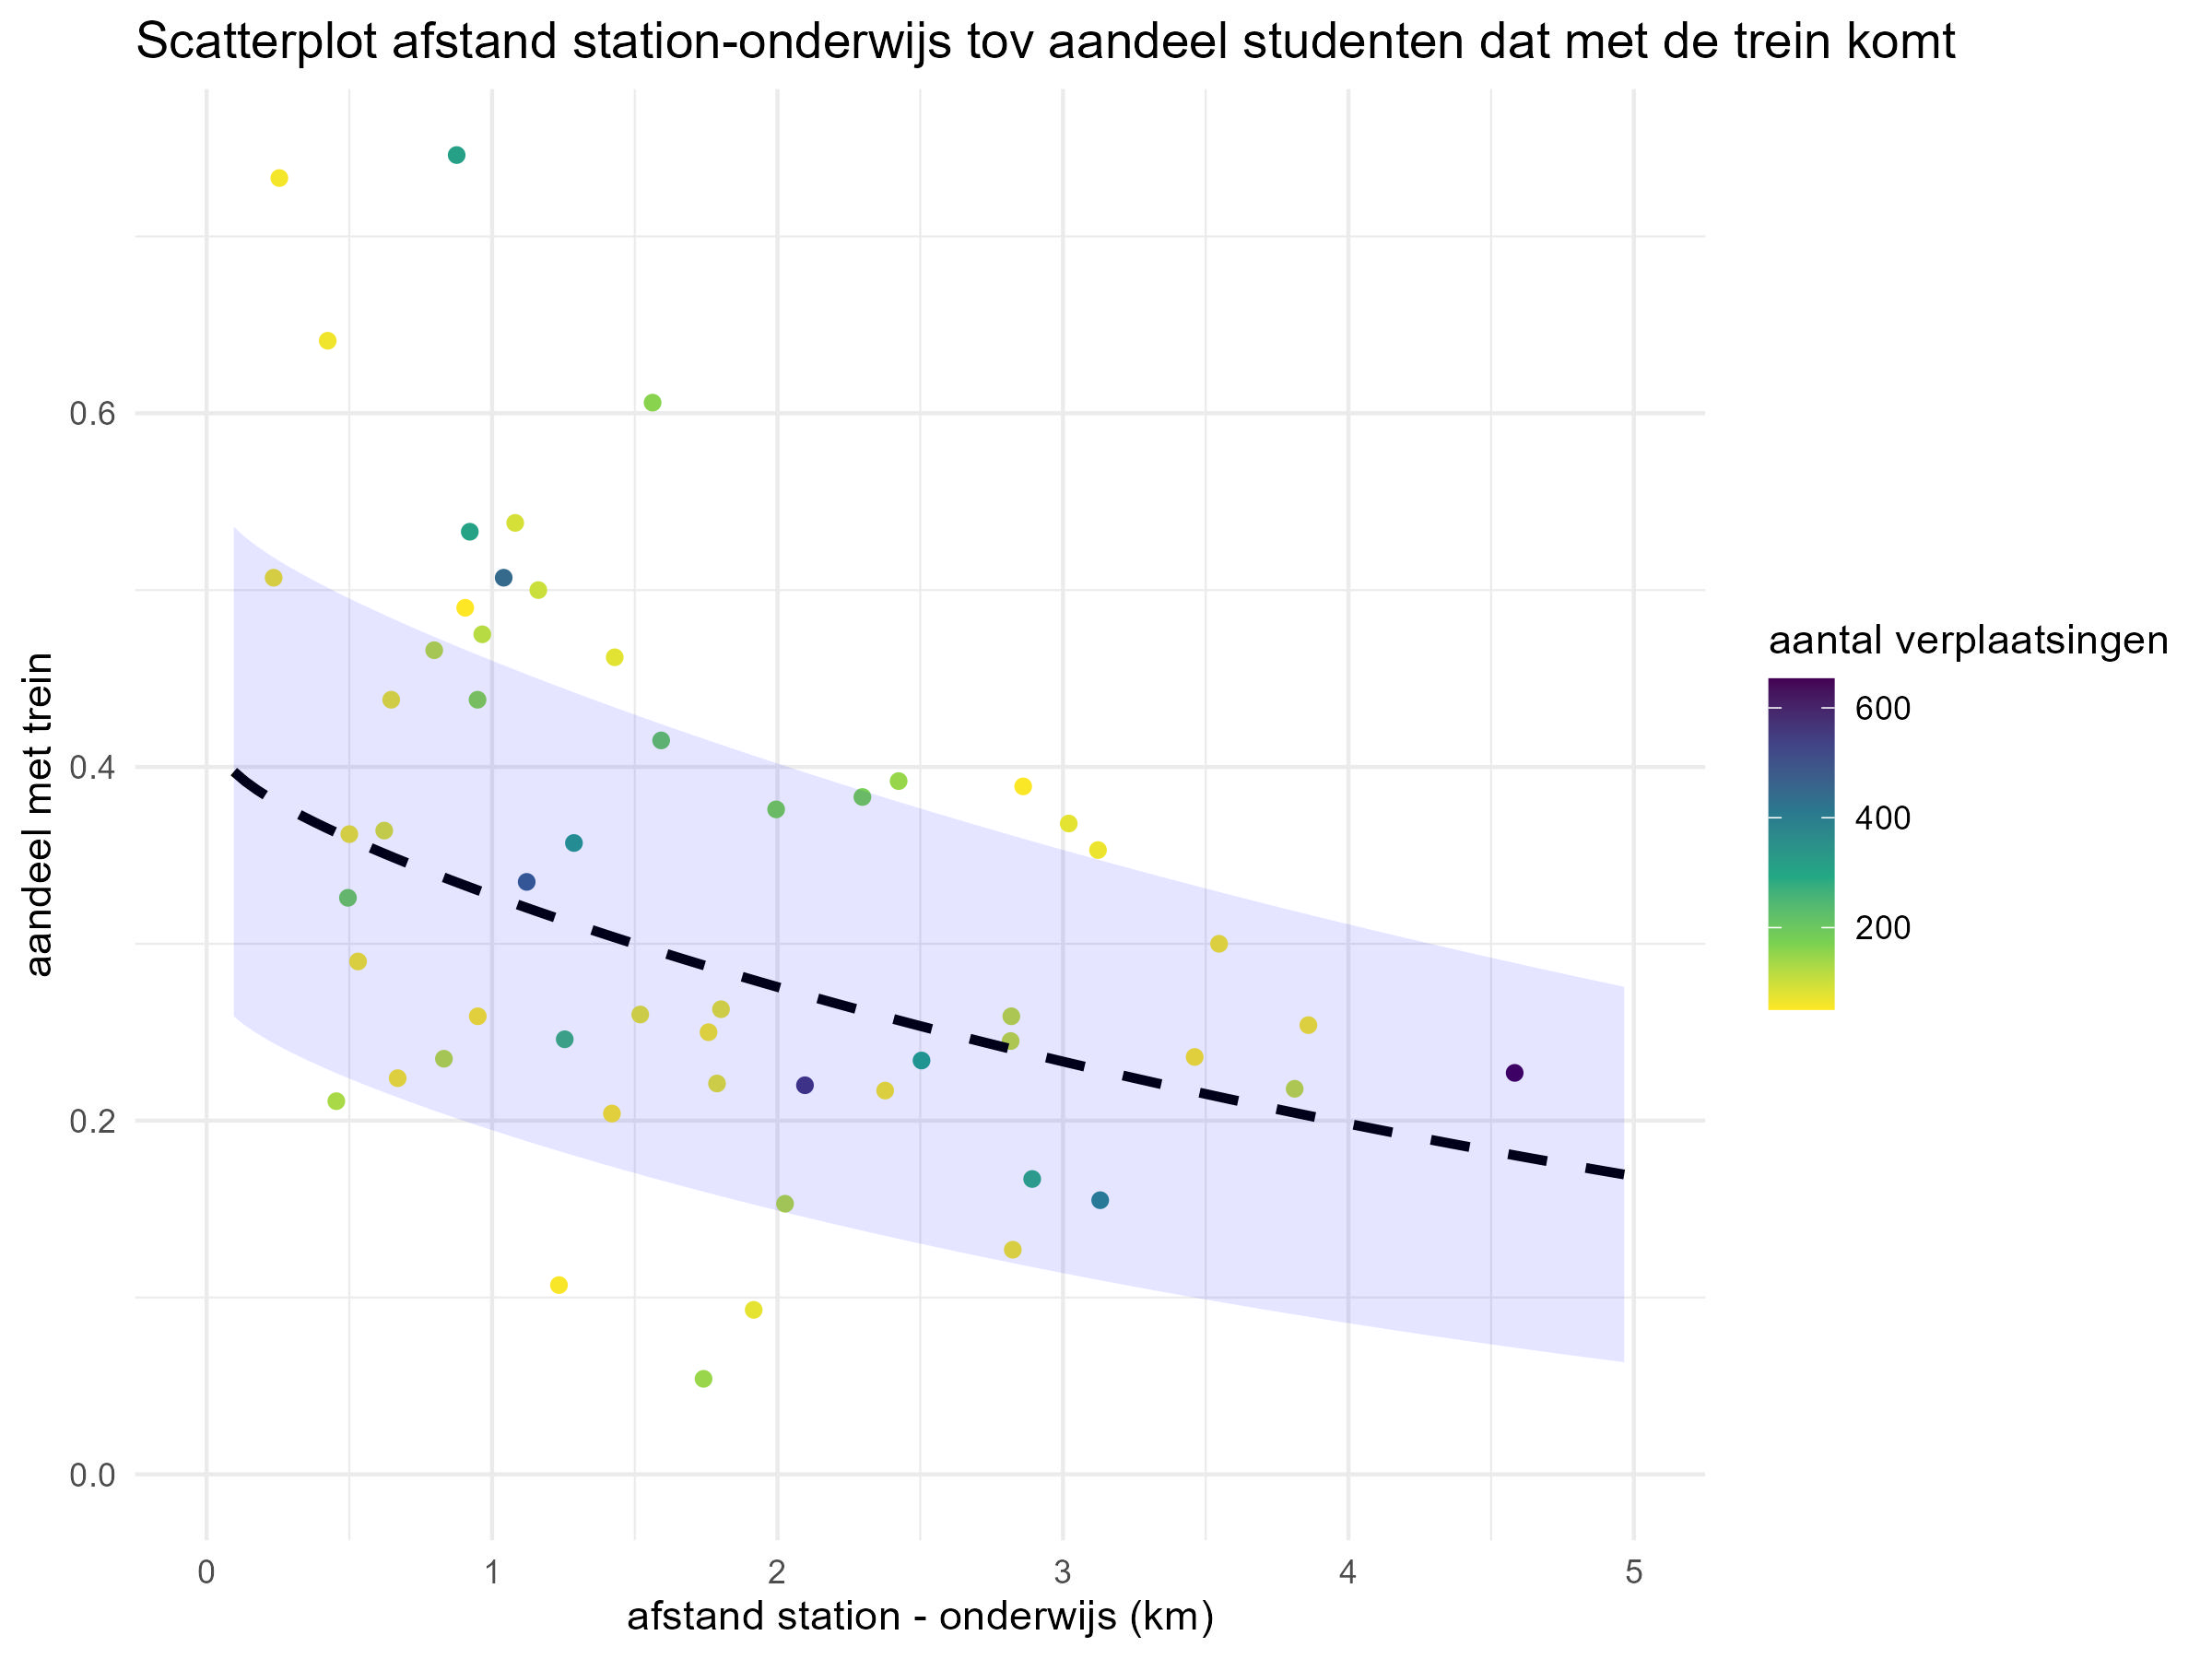 Scatterplot afstand station-onderwijs tov aandeel studenten dat met de trein komt
aandeel met trein
0.6
0.4
0.2
0.0
0 1 2 3 4 5
afstand station - onderwijs (km)
aantal verplaatsingen
600
400
200